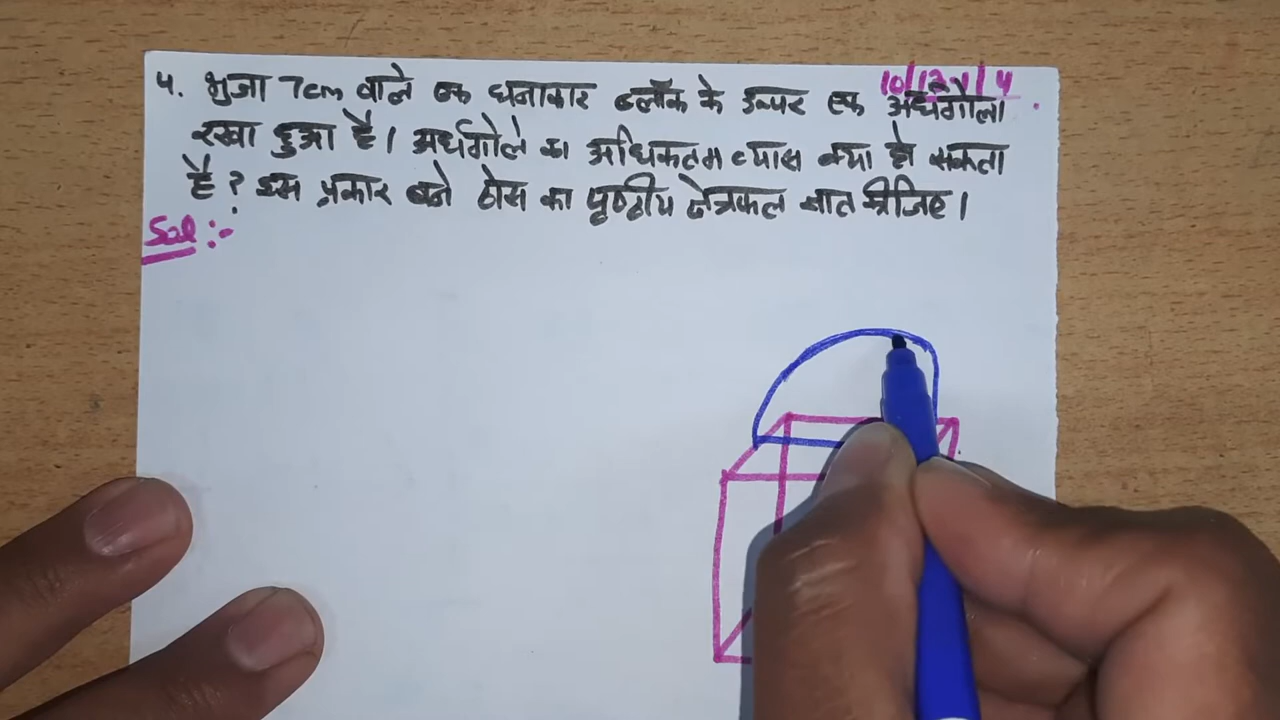 10/12.1/4
4. भुजा 7cm वाले एक घनाकार ब्लॉक के ऊपर एक अर्धगोला
रखा हुआ है। अर्धगोले का अधिकतम व्यास क्या हो सकता
है? इस प्रकार बने ठोस का पृष्ठीय क्षेत्रफल ज्ञात कीजिए।
Sol :-